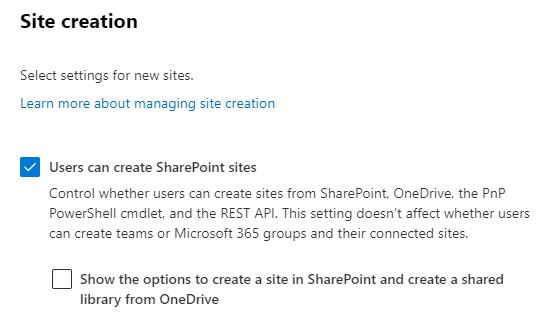 Site creation
Select settings for new sites.
Learn more about managing site creation
Users can create SharePoint sites
Control whether users can create sites from SharePoint, OneDrive, the PnP
PowerShell cmdlet, and the REST API. This setting doesn't affect whether users
can create teams or Microsoft 365 groups and their connected sites.
Show the options to create a site in SharePoint and create a shared
library from OneDrive